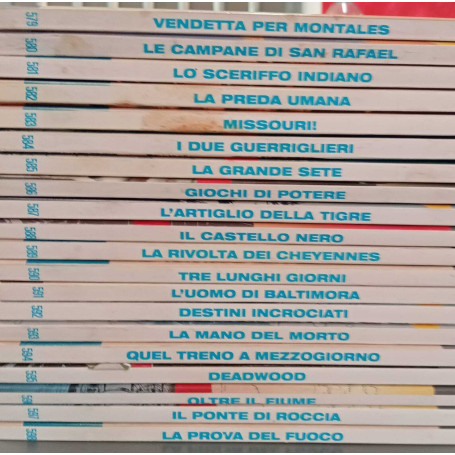 579 VENDETTA PER MONTALES
580 LE CAMPANE DI SAN RAFAEL
581 LO SCERIFFO INDIANO
582 LA PREDA UMANA
583 MISSOURI!
584 I DUE GUERRIGLIERI
585 LA GRANDE SETE
586 GIOCHI DI POTERE
587 L'ARTIGLIO DELLA TIGRE
588 IL CASTELLO NERO
589 LA RIVOLTA DEI CHEYENNES
590 TRE LUNGHI GIORNI
591 L'UOMO DI BALTIMORA
592 DESTINI INCROCIATI
593 LA MANO DEL MORTO
594 QUEL TRENO A MEZZOGIORNO
595 DEADWOOD
596 OLTRE IL FIUME
597 IL PONTE DI ROCCIA
598 LA PROVA DEL FUOCO